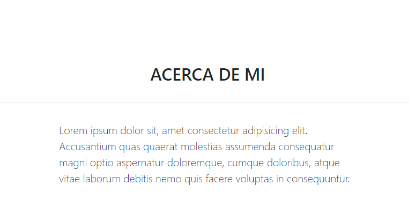 ACERCA DE MI
Lorem ipsum dolor sit, amet consectetur adipisicing elit.
Accusantium quas quaerat molestias assumenda consequatur
magni optio aspernatur doloremque, cumque doloribus, atque
vitae laborum debitis nemo quis facere voluptas in consequuntur.